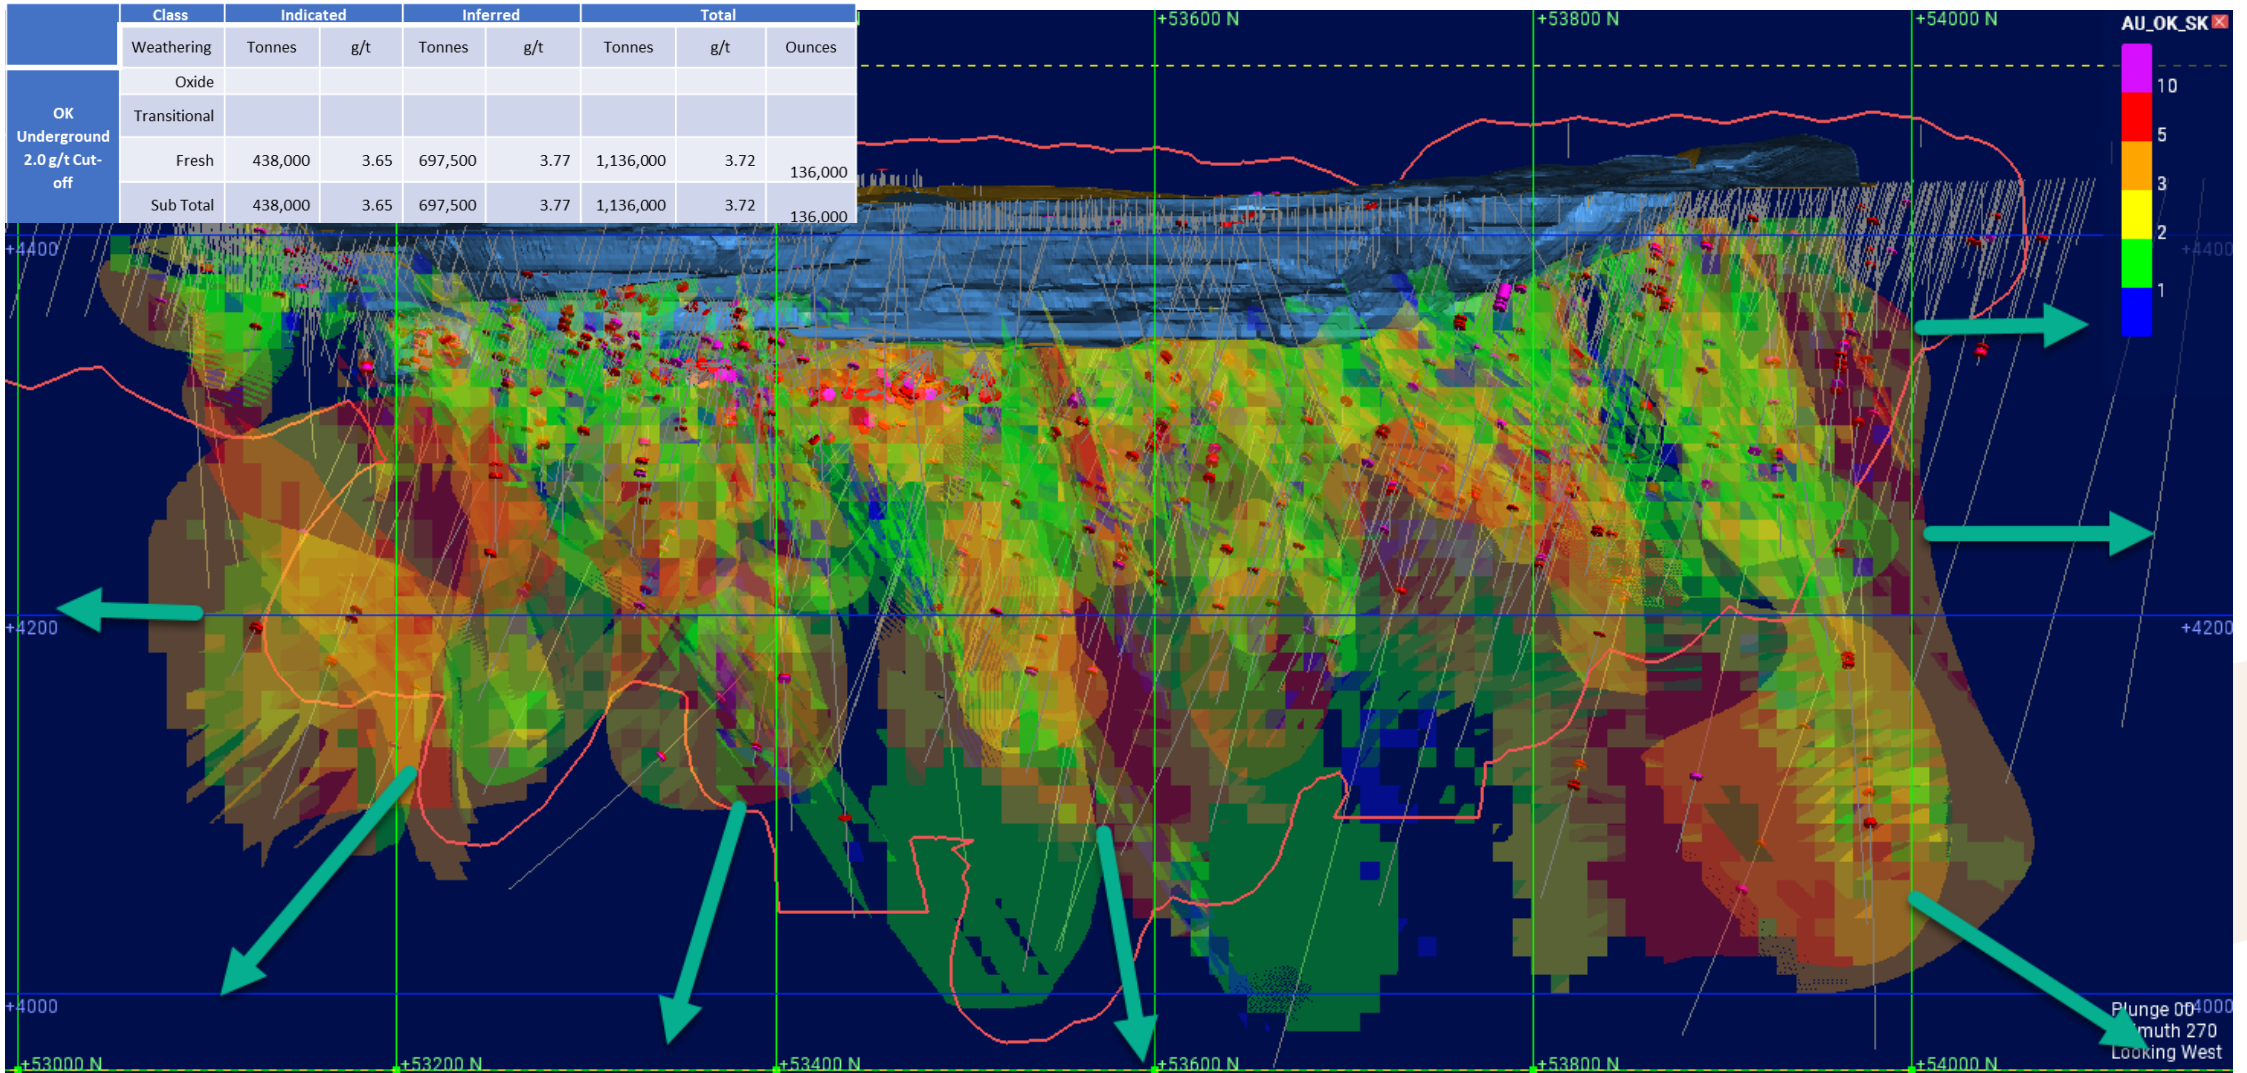 Class Indicated Inferred Total
Weathering Tonnes g/t Tonnes g/t Tonnes g/t Ounces
OK Underground 2.0 g/t Cut-off
Oxide
Transitional
Fresh 438,000 3.65 697,500 3.77 1,136,000 3.72 136,000
Sub Total 438,000 3.65 697,500 3.77 1,136,000 3.72 136,000
+53600 N +53800 N +54000 N
AU_OK_SK
10
5
3
2
1
+4400 +4400
+4200 +4200
+4000 4000
Plunge 00
imuth 270
Looking West
+53000 N +53200 N +53400 N +53600 N +53800 N +54000 N